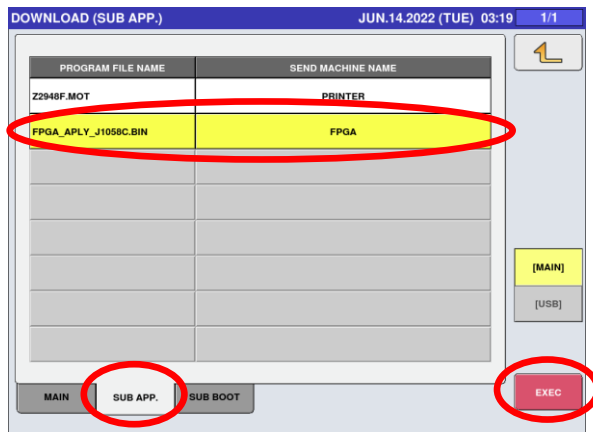 DOWNLOAD (SUB APP.) JUN.14.2022 (TUE) 03:19 1/1
PROGRAM FILE NAME SEND MACHINE NAME
Z2948F.MOT PRINTER
FPGA_APLY_J1058C.BIN FPGA
[MAIN]
[USB]
MAIN SUB APP. SUB BOOT EXEC